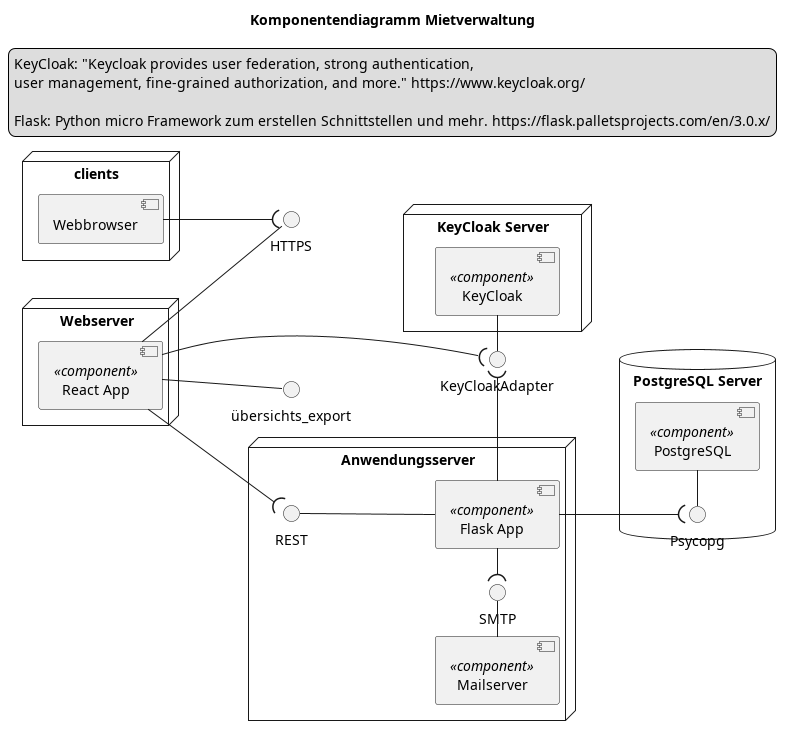 Komponentendiagramm Mietverwaltung
KeyCloak: "Keycloak provides user federation, strong authentication,
user management, fine-grained authorization, and more." https://www.keycloak.org/
Flask: Python micro Framework zum erstellen Schnittstellen und mehr. https://flask.palletsprojects.com/en/3.0.x/
clients
Webbrowser
HTTPS
KeyCloak Server
«component»
KeyCloak
Webserver
«component»
React App
KeyCloakAdapter
übersichts_export
PostgreSQL Server
«component»
PostgreSQL
Psycopg
Anwendungsserver
REST
«component»
Flask App
SMTP
«component»
Mailserver